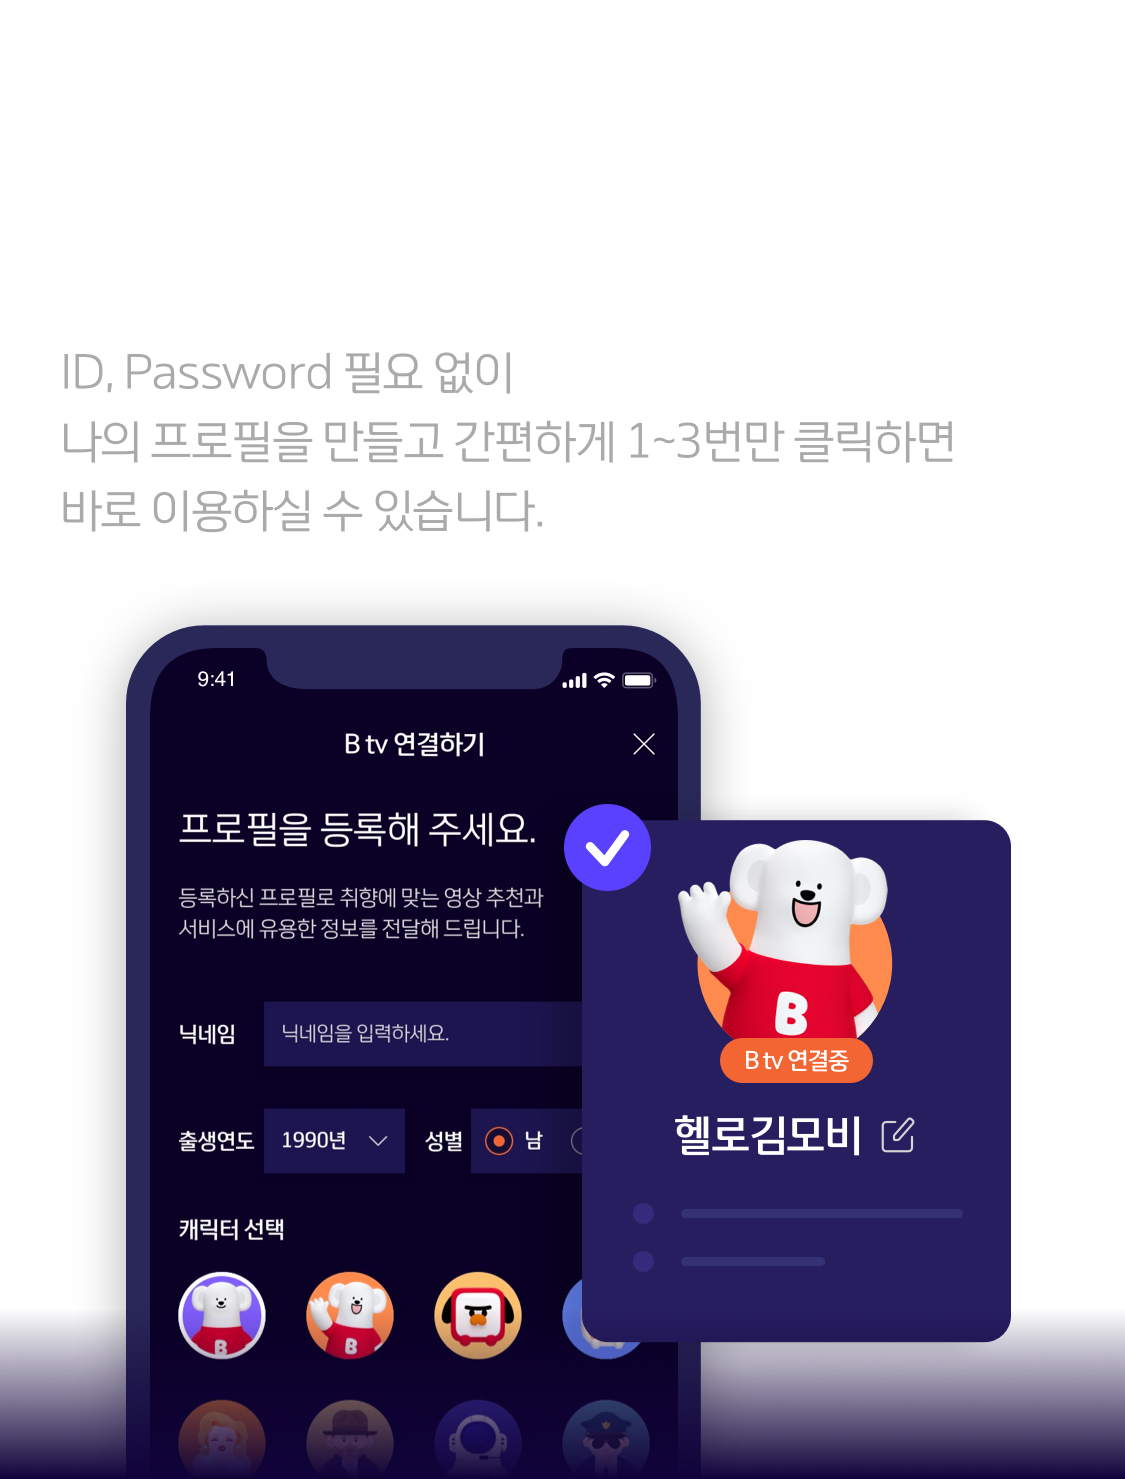 ID, Password 필요 없이
나의 프로필을 만들고 간편하게 1~3번만 클릭하면
바로 이용하실 수 있습니다.
9:41
B tv 연결하기
프로필을 등록해 주세요.
등록하신 프로필로 취향에 맞는 영상 추천과
서비스에 유용한 정보를 전달해 드립니다.
닉네임
닉네임을 입력하세요.
출생연도
1990년
성별
남
캐릭터 선택
B
B
B
B tv 연결중
헬로김모비